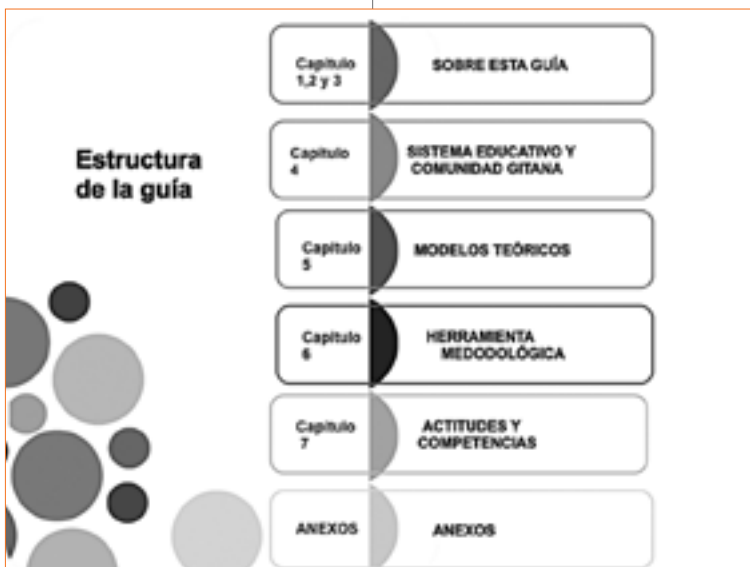 Estructura
de la guía
Capítulo
1,2 y 3
SOBRE ESTA GUÍA
Capítulo
4
SISTEMA EDUCATIVO Y
COMUNIDAD GITANA
Capítulo
5
MODELOS TEÓRICOS
Capítulo
6
HERRAMIENTA
MEDODOLÓGICA
Capítulo
7
ACTITUDES Y
COMPETENCIAS
ANEXOS
ANEXOS